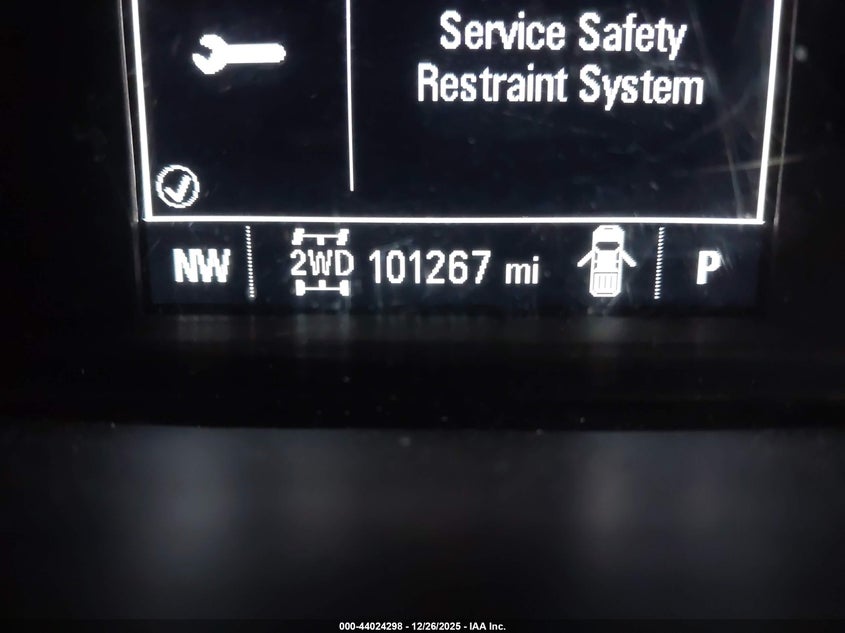 Service Safety
Restraint System
NW 2WD 101267 mi P
000-44024298 - 12/26/2025 - IAA Inc.